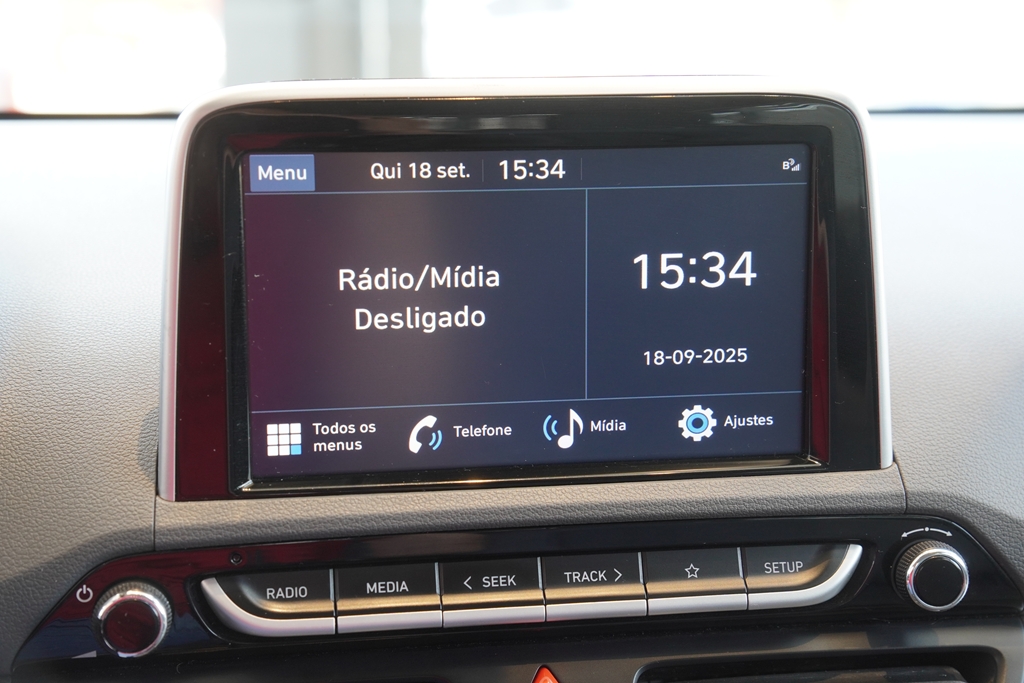 Menu Qui 18 set. 15:34
Rádio/Mídia
Desligado
15:34
18-09-2025
Todos os
menus
Telefone
Mídia
Ajustes
RADIO MEDIA < SEEK TRACK > SETUP